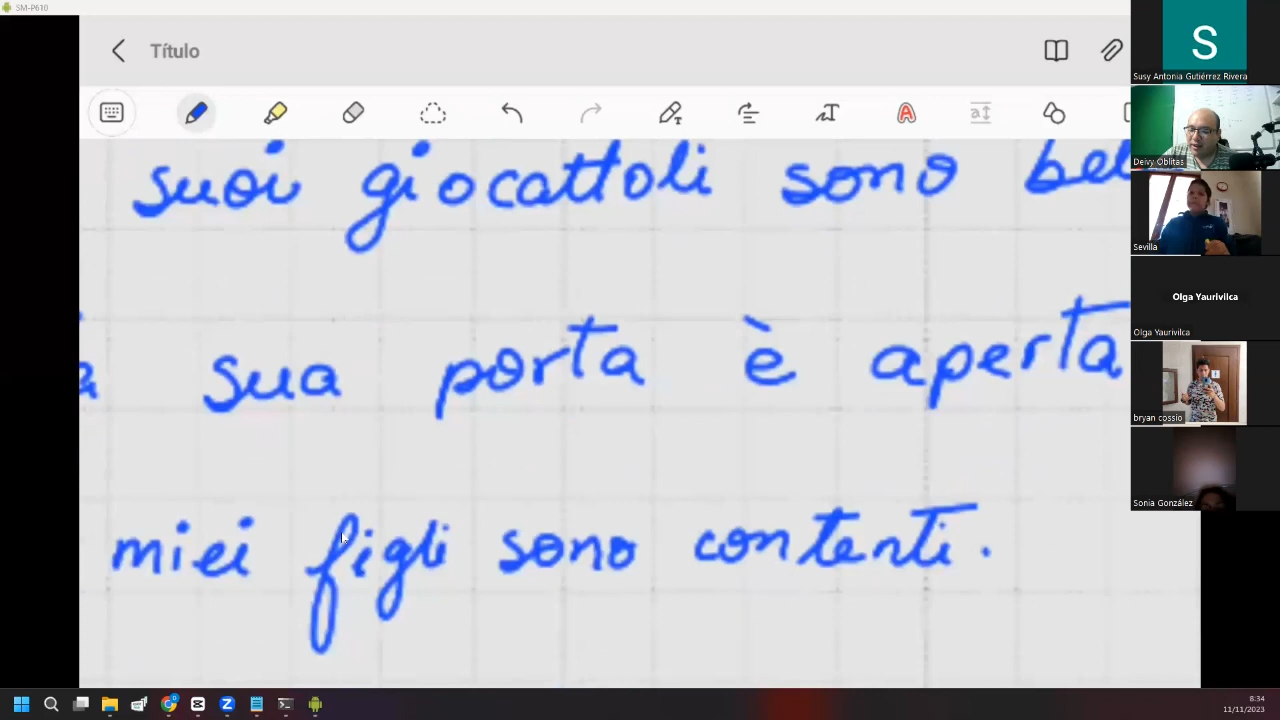 SM-P610
Título
Susy Antonia Gutiérrez Rivera
S
Deivy Oblitas
Sevilla
Olga Yaurivilca
Olga Yaurivilca
bryan cossio
Sonia González
suoi giocattoli sono bel
a sua porta è aperta
miei figli sono contenti.
8:34
11/11/2023